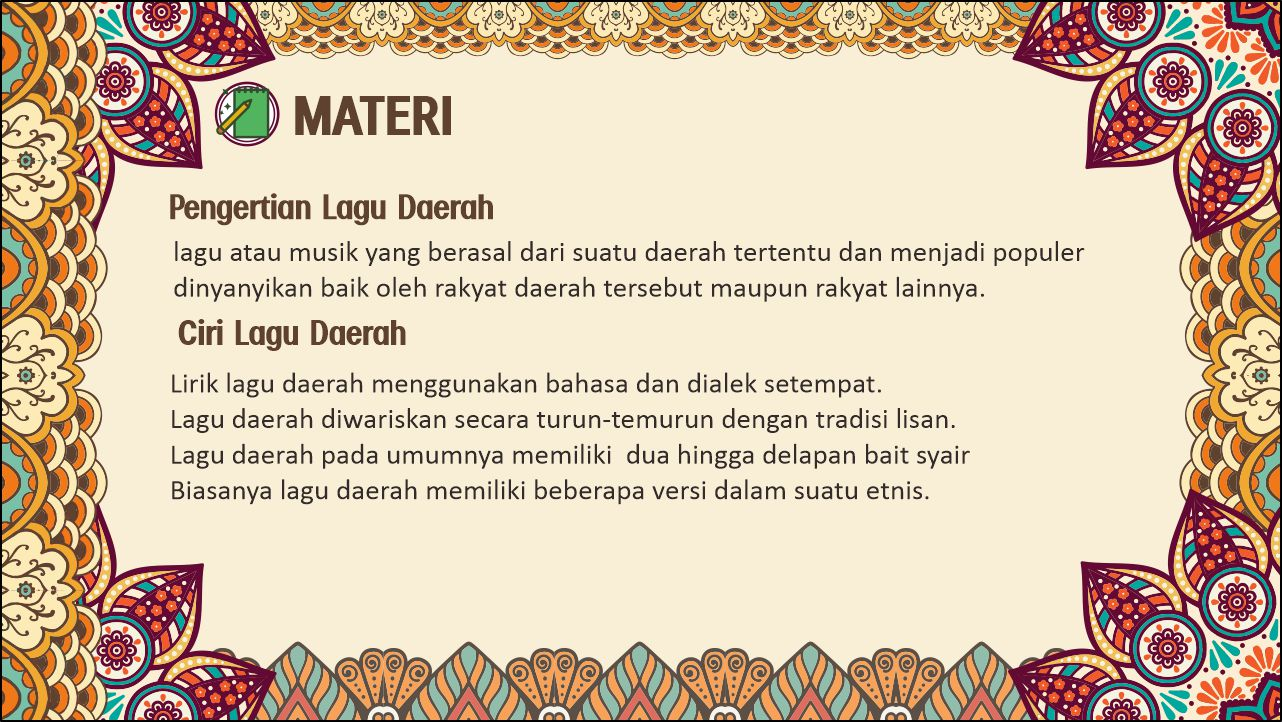 MATERI
Pengertian Lagu Daerah
lagu atau musik yang berasal dari suatu daerah tertentu dan menjadi populer
dinyanyikan baik oleh rakyat daerah tersebut maupun rakyat lainnya.
Ciri Lagu Daerah
Lirik lagu daerah menggunakan bahasa dan dialek setempat.
Lagu daerah diwariskan secara turun-temurun dengan tradisi lisan.
Lagu daerah pada umumnya memiliki  dua hingga delapan bait syair
Biasanya lagu daerah memiliki beberapa versi dalam suatu etnis.